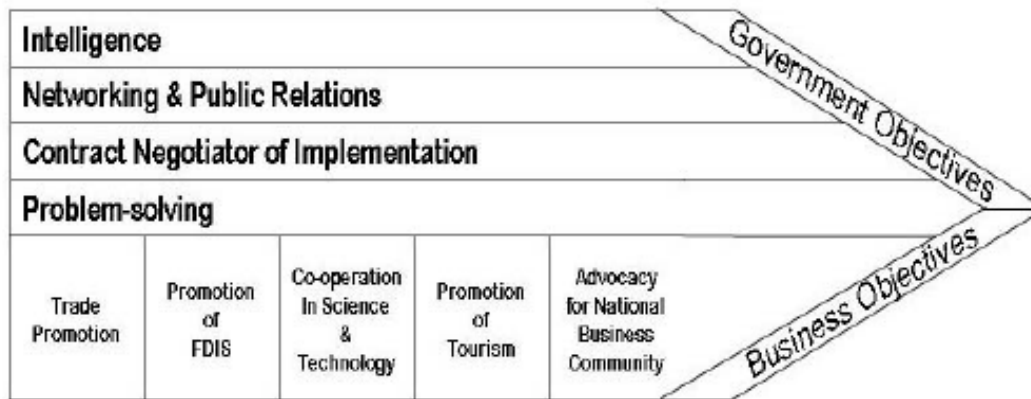 Intelligence
Networking & Public Relations
Contract Negotiator of Implementation
Problem-solving
Government Objectives
Trade
Promotion
Promotion
of
FDIS
Co-operation
In Science
&
Technology
Promotion
of
Tourism
Advocacy
for National
Business
Community
Business Objectives